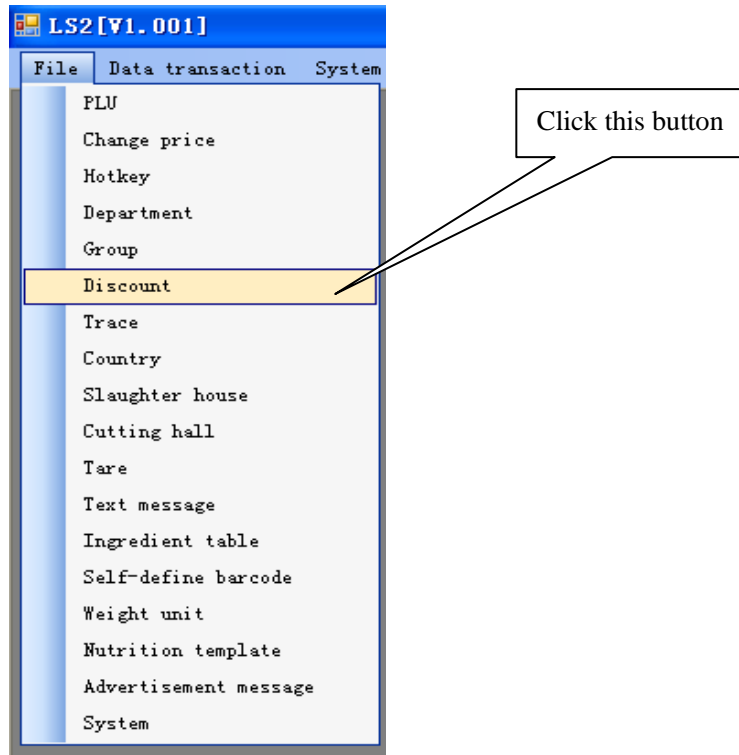 LS2[V1.001]
File Data transaction System
PLU
Change price
Hotkey
Department
Group
Discount
Trace
Country
Slaughter house
Cutting hall
Tare
Text message
Ingredient table
Self-define barcode
Weight unit
Nutrition template
Advertisement message
System
Click this button